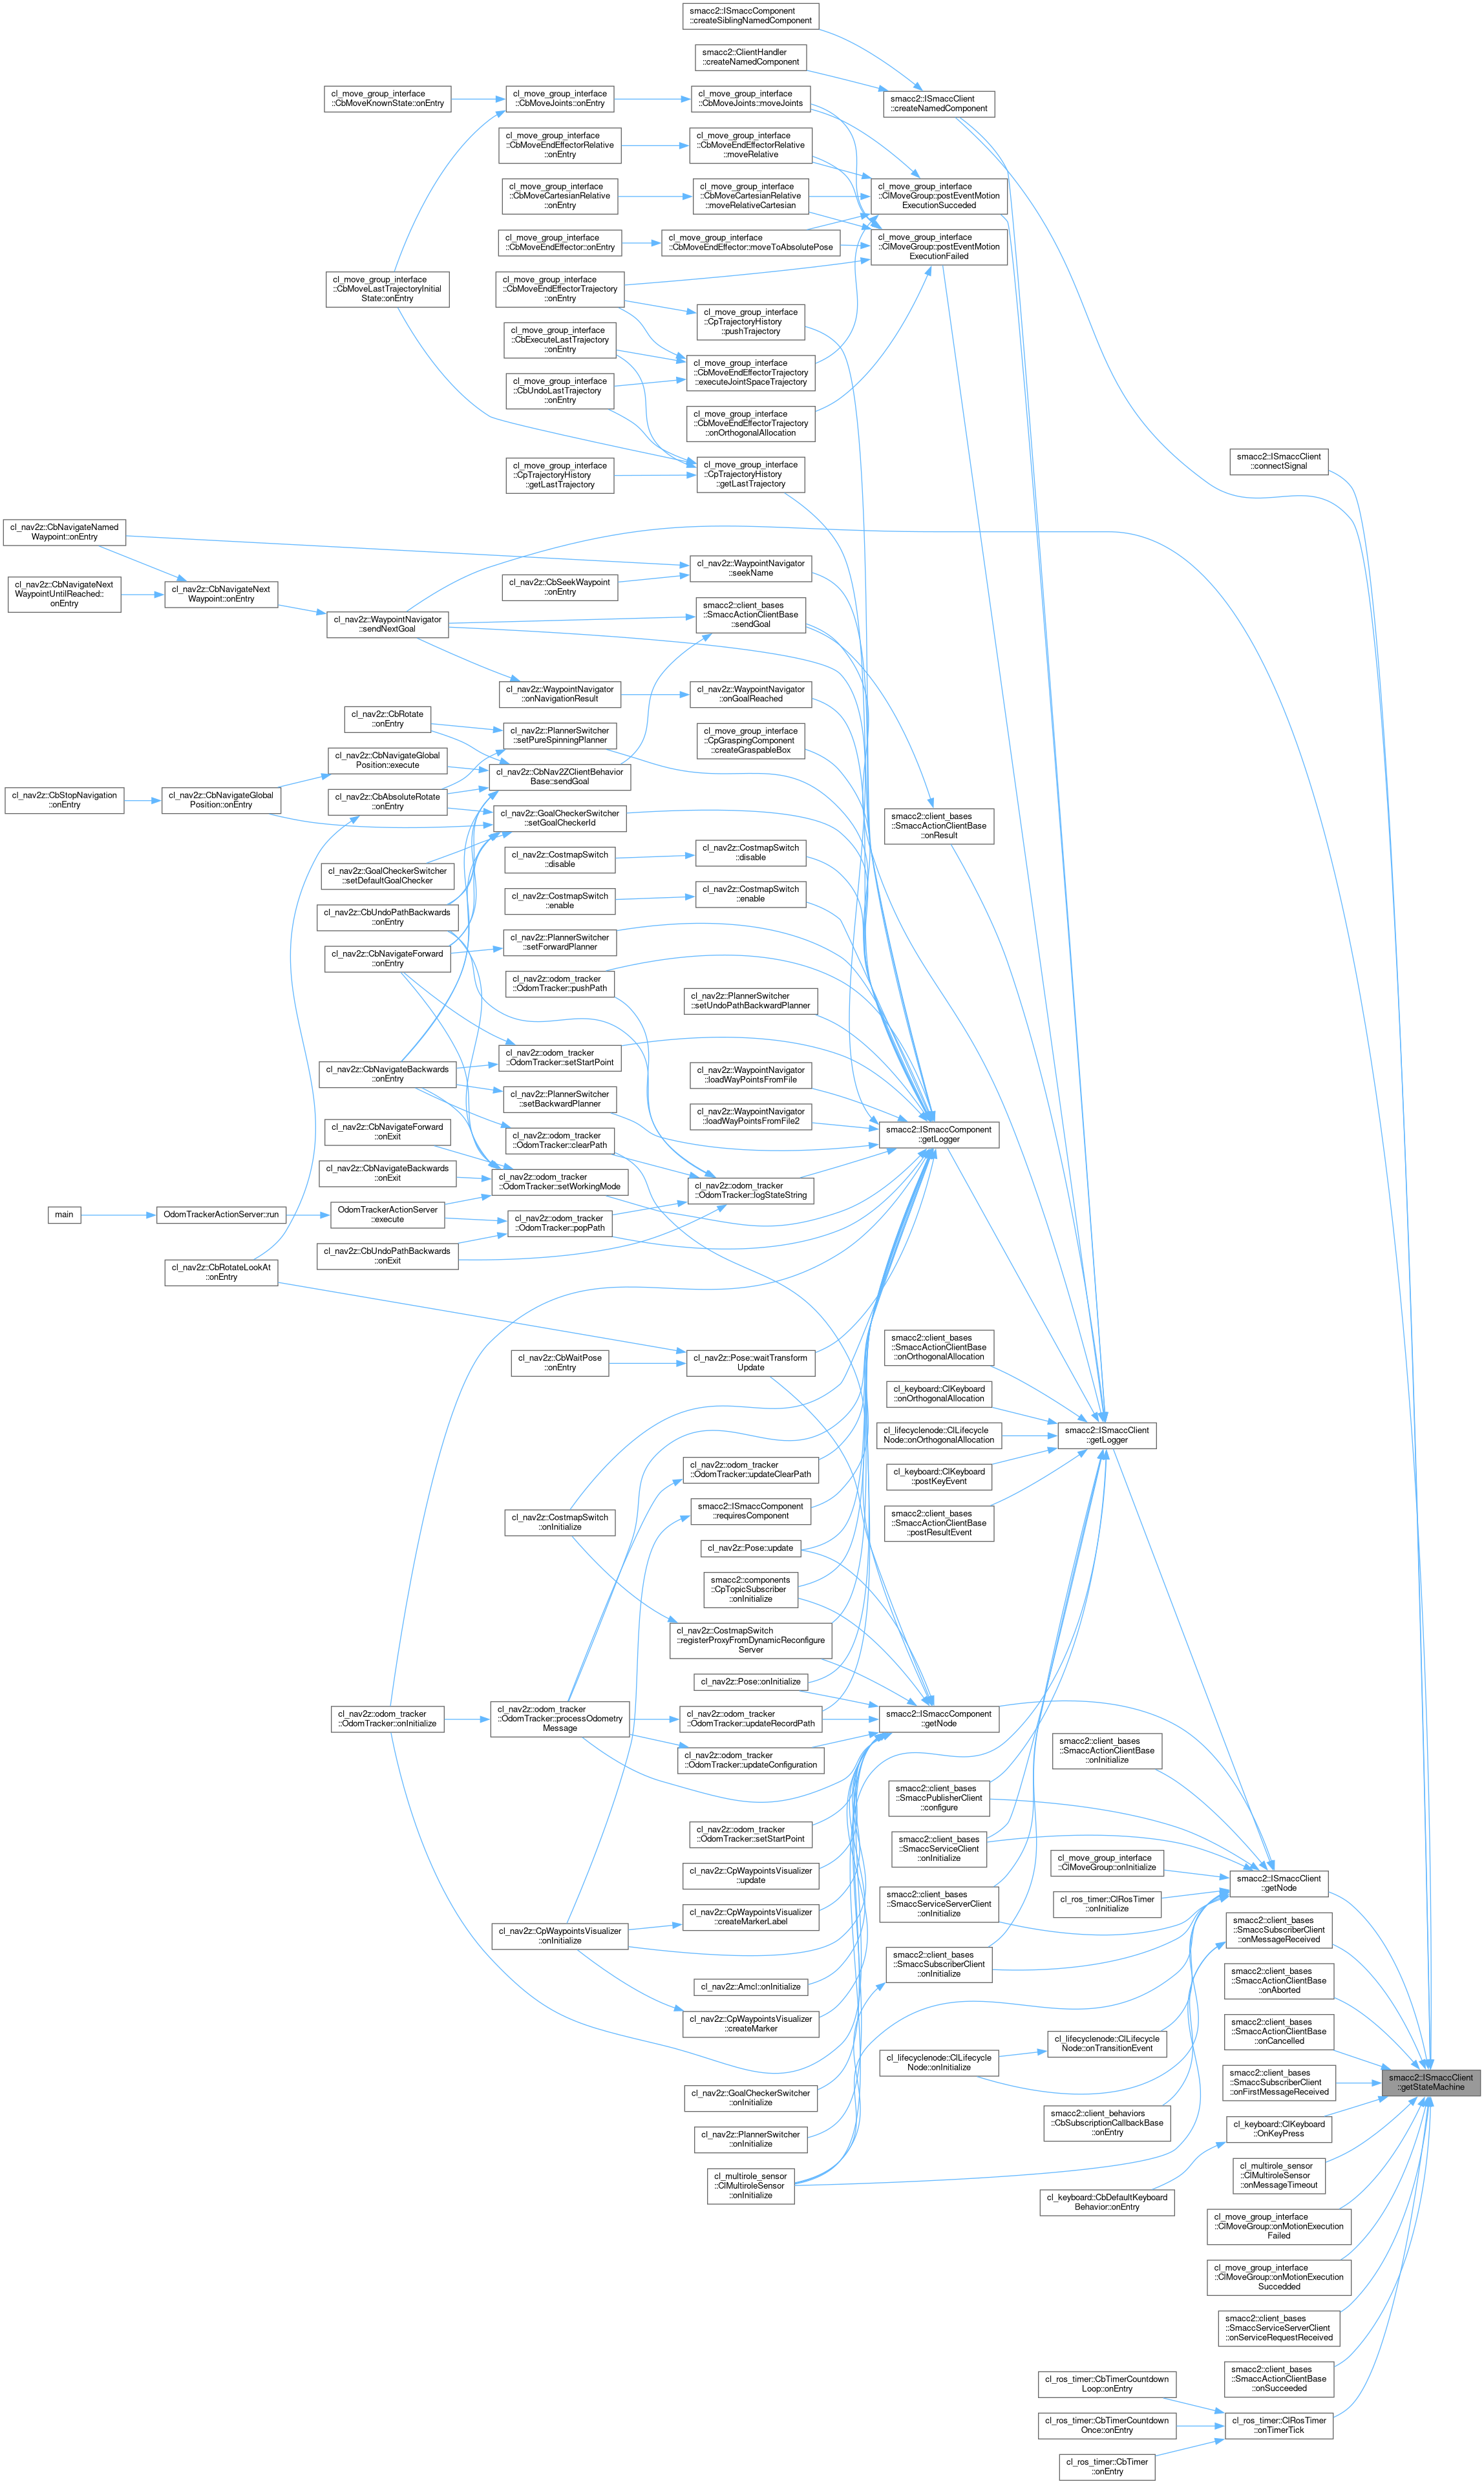 smacc2::ISmaccComponent
::createSiblingNamedComponent
smacc2::ClientHandler
::createNamedComponent
cl_move_group_interface
::CbMoveKnownState::onEntry
cl_move_group_interface
::CbMoveJoints::onEntry
cl_move_group_interface
::CbMoveJoints::moveJoints
smacc2::ISmaccClient
::createNamedComponent
cl_move_group_interface
::CbMoveEndEffectorRelative
::onEntry
cl_move_group_interface
::CbMoveEndEffectorRelative
::moveRelative
cl_move_group_interface
::CbMoveCartesianRelative
::onEntry
cl_move_group_interface
::CbMoveCartesianRelative
::moveRelativeCartesian
cl_move_group_interface
::ClMoveGroup::postEventMotion
ExecutionSucceded
cl_move_group_interface
::CbMoveEndEffector::onEntry
cl_move_group_interface
::CbMoveEndEffector::moveToAbsolutePose
cl_move_group_interface
::ClMoveGroup::postEventMotion
ExecutionFailed
cl_move_group_interface
::CbMoveLastTrajectoryInitial
State::onEntry
cl_move_group_interface
::CbMoveEndEffectorTrajectory
::onEntry
cl_move_group_interface
::CpTrajectoryHistory
::pushTrajectory
cl_move_group_interface
::CbExecuteLastTrajectory
::onEntry
cl_move_group_interface
::CbMoveEndEffectorTrajectory
::executeJointSpaceTrajectory
cl_move_group_interface
::CbUndoLastTrajectory
::onEntry
cl_move_group_interface
::CbMoveEndEffectorTrajectory
::onOrthogonalAllocation
cl_move_group_interface
::CpTrajectoryHistory
::getLastTrajectory
cl_move_group_interface
::CpTrajectoryHistory
::getLastTrajectory
smacc2::ISmaccClient
::connectSignal
cl_nav2z::CbNavigateNamed
Waypoint::onEntry
cl_nav2z::CbNavigateNext
WaypointUntilReached::
onEntry
cl_nav2z::CbNavigateNext
Waypoint::onEntry
cl_nav2z::CbSeekWaypoint
::onEntry
cl_nav2z::WaypointNavigator
::seekName
cl_nav2z::WaypointNavigator
::sendNextGoal
smacc2::client_bases
::SmaccActionClientBase
::sendGoal
cl_nav2z::WaypointNavigator
::onNavigationResult
cl_nav2z::WaypointNavigator
::onGoalReached
cl_nav2z::CbRotate
::onEntry
cl_nav2z::PlannerSwitcher
::setPureSpinningPlanner
cl_move_group_interface
::CpGraspingComponent
::createGraspableBox
cl_nav2z::CbNavigateGlobal
Position::execute
cl_nav2z::CbNav2ZClientBehavior
Base::sendGoal
cl_nav2z::CbStopNavigation
::onEntry
cl_nav2z::CbNavigateGlobal
Position::onEntry
cl_nav2z::CbAbsoluteRotate
::onEntry
cl_nav2z::GoalCheckerSwitcher
::setGoalCheckerId
smacc2::client_bases
::SmaccActionClientBase
::onResult
cl_nav2z::GoalCheckerSwitcher
::setDefaultGoalChecker
cl_nav2z::CostmapSwitch
::disable
cl_nav2z::CostmapSwitch
::disable
cl_nav2z::CostmapSwitch
::enable
cl_nav2z::CostmapSwitch
::enable
cl_nav2z::CbUndoPathBackwards
::onEntry
cl_nav2z::CbNavigateForward
::onEntry
cl_nav2z::PlannerSwitcher
::setForwardPlanner
cl_nav2z::odom_tracker
::OdomTracker::pushPath
cl_nav2z::PlannerSwitcher
::setUndoPathBackwardPlanner
cl_nav2z::odom_tracker
::OdomTracker::setStartPoint
cl_nav2z::CbNavigateBackwards
::onEntry
cl_nav2z::WaypointNavigator
::loadWayPointsFromFile
cl_nav2z::PlannerSwitcher
::setBackwardPlanner
cl_nav2z::WaypointNavigator
::loadWayPointsFromFile2
cl_nav2z::CbNavigateForward
::onExit
cl_nav2z::odom_tracker
::OdomTracker::clearPath
smacc2::ISmaccComponent
::getLogger
cl_nav2z::CbNavigateBackwards
::onExit
cl_nav2z::odom_tracker
::OdomTracker::setWorkingMode
cl_nav2z::odom_tracker
::OdomTracker::logStateString
main
OdomTrackerActionServer::run
OdomTrackerActionServer
::execute
cl_nav2z::odom_tracker
::OdomTracker::popPath
cl_nav2z::CbUndoPathBackwards
::onExit
cl_nav2z::CbRotateLookAt
::onEntry
cl_nav2z::CbWaitPose
::onEntry
cl_nav2z::Pose::waitTransform
Update
smacc2::client_bases
::SmaccActionClientBase
::onOrthogonalAllocation
cl_keyboard::ClKeyboard
::onOrthogonalAllocation
cl_lifecyclenode::ClLifecycle
Node::onOrthogonalAllocation
smacc2::ISmaccClient
::getLogger
cl_keyboard::ClKeyboard
::postKeyEvent
smacc2::client_bases
::SmaccActionClientBase
::postResultEvent
cl_nav2z::odom_tracker
::OdomTracker::updateClearPath
cl_nav2z::CostmapSwitch
::onInitialize
smacc2::ISmaccComponent
::requiresComponent
cl_nav2z::Pose::update
smacc2::components
::CpTopicSubscriber
::onInitialize
cl_nav2z::CostmapSwitch
::registerProxyFromDynamicReconfigure
Server
cl_nav2z::Pose::onInitialize
cl_nav2z::odom_tracker
::OdomTracker::onInitialize
cl_nav2z::odom_tracker
::OdomTracker::processOdometry
Message
cl_nav2z::odom_tracker
::OdomTracker::updateRecordPath
smacc2::ISmaccComponent
::getNode
cl_nav2z::odom_tracker
::OdomTracker::updateConfiguration
smacc2::client_bases
::SmaccActionClientBase
::onInitialize
smacc2::client_bases
::SmaccPublisherClient
::configure
cl_nav2z::odom_tracker
::OdomTracker::setStartPoint
smacc2::client_bases
::SmaccServiceClient
::onInitialize
cl_move_group_interface
::ClMoveGroup::onInitialize
cl_nav2z::CpWaypointsVisualizer
::update
smacc2::ISmaccClient
::getNode
smacc2::client_bases
::SmaccServiceServerClient
::onInitialize
cl_ros_timer::ClRosTimer
::onInitialize
cl_nav2z::CpWaypointsVisualizer
::createMarkerLabel
cl_nav2z::CpWaypointsVisualizer
::onInitialize
smacc2::client_bases
::SmaccSubscriberClient
::onMessageReceived
smacc2::client_bases
::SmaccSubscriberClient
::onInitialize
cl_nav2z::Amcl::onInitialize
smacc2::client_bases
::SmaccActionClientBase
::onAborted
cl_nav2z::CpWaypointsVisualizer
::createMarker
smacc2::client_bases
::SmaccActionClientBase
::onCancelled
cl_lifecyclenode::ClLifecycle
Node::onTransitionEvent
cl_lifecyclenode::ClLifecycle
Node::onInitialize
smacc2::client_bases
::SmaccSubscriberClient
::onFirstMessageReceived
smacc2::ISmaccClient
::getStateMachine
cl_nav2z::GoalCheckerSwitcher
::onInitialize
smacc2::client_behaviors
::CbSubscriptionCallbackBase
::onEntry
cl_keyboard::ClKeyboard
::OnKeyPress
cl_nav2z::PlannerSwitcher
::onInitialize
cl_multirole_sensor
::ClMultiroleSensor
::onMessageTimeout
cl_multirole_sensor
::ClMultiroleSensor
::onInitialize
cl_keyboard::CbDefaultKeyboard
Behavior::onEntry
cl_move_group_interface
::ClMoveGroup::onMotionExecution
Failed
cl_move_group_interface
::ClMoveGroup::onMotionExecution
Succedded
smacc2::client_bases
::SmaccServiceServerClient
::onServiceRequestReceived
smacc2::client_bases
::SmaccActionClientBase
::onSucceeded
cl_ros_timer::CbTimerCountdown
Loop::onEntry
cl_ros_timer::CbTimerCountdown
Once::onEntry
cl_ros_timer::ClRosTimer
::onTimerTick
cl_ros_timer::CbTimer
::onEntry